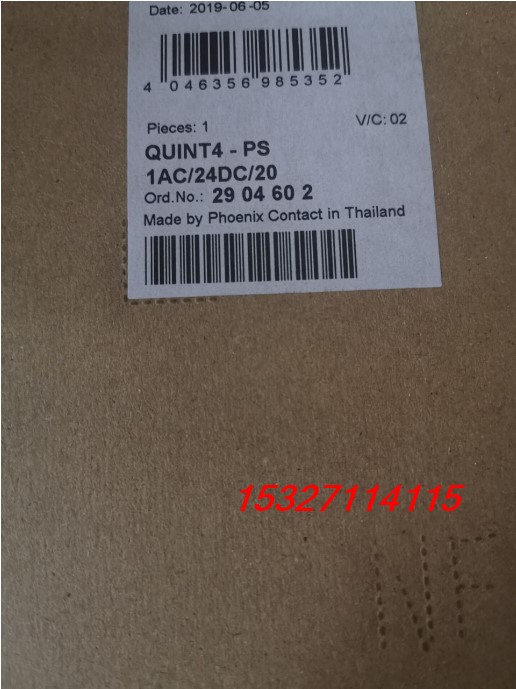 Date: 2019-06-05
4 046356 985352
Pieces: 1
V/C: 02
QUINT4 - PS
1AC/24DC/20
Ord.No.: 29 04 60 2
Made by Phoenix Contact in Thailand
15327114115
NF